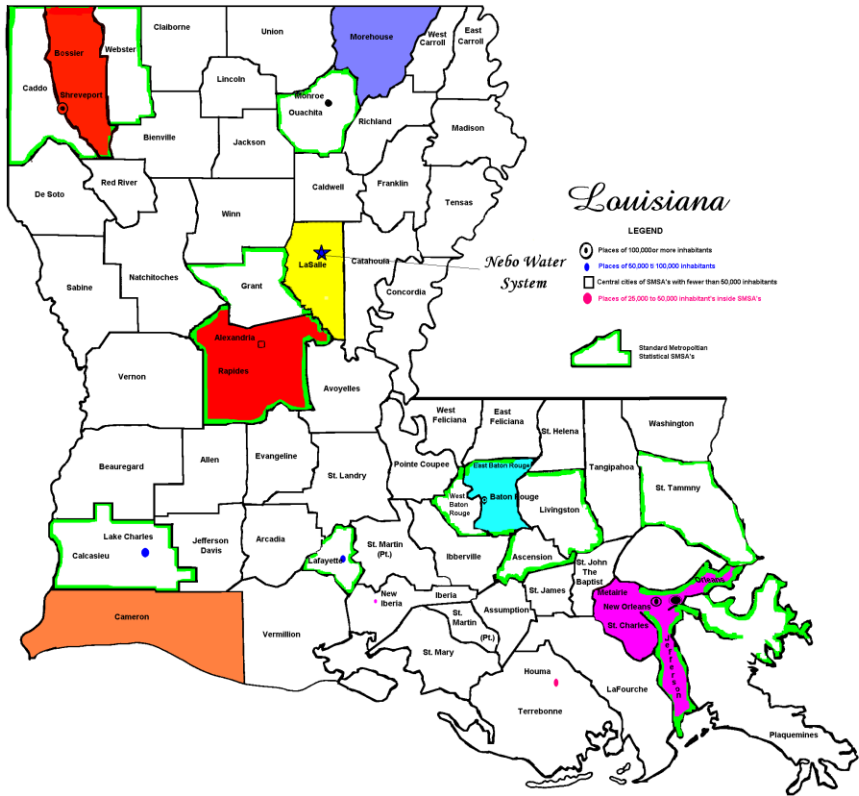 Claiborne
Union
Morehouse
West
Carroll
East
Carroll
Bossier
Webster
Caddo
Shreveport
Lincoln
Monroe
Ouachita
Richland
Madison
Bienville
Jackson
De Soto
Red River
Caldwell
Franklin
Tensas
Winn
LaSalle
Catahoula
Nebo Water
System
Sabine
Natchitoches
Grant
Concordia
Louisiana
LEGEND
Places of 100,000or more inhabitants
Places of 50,000 ti 100,000 inhabitants
Central cities of SMSA's with fewer than 50,000 inhabitants
Places of 25,000 to 50,000 inhabitant's inside SMSA's
Standard Metropoltian
Statistical SMSA's
Alexandria
Rapides
Vernon
Avoyelles
West
Feliciana
East
Feliciana
St. Helena
Washington
Beauregard
Allen
Evangeline
St. Landry
Pointe Coupee
East Baton Rouge
Tangipahoa
West
Baton
Rouge
Baton Rouge
Livingston
St. Tammny
Lake Charles
Calcasieu
Jefferson
Davis
Arcadia
Lafayette
St. Martin
(Pt.)
Ibberville
Ascension
St. John
The
Baptist
Orleans
Cameron
Vermillion
New
Iberia
Iberia
St.
Martin
(Pt.)
Assumption
St. James
Metairie
New Orleans
St. Charles
Jefferson
St. Mary
Houma
Terrebonne
LaFourche
Plaquemines